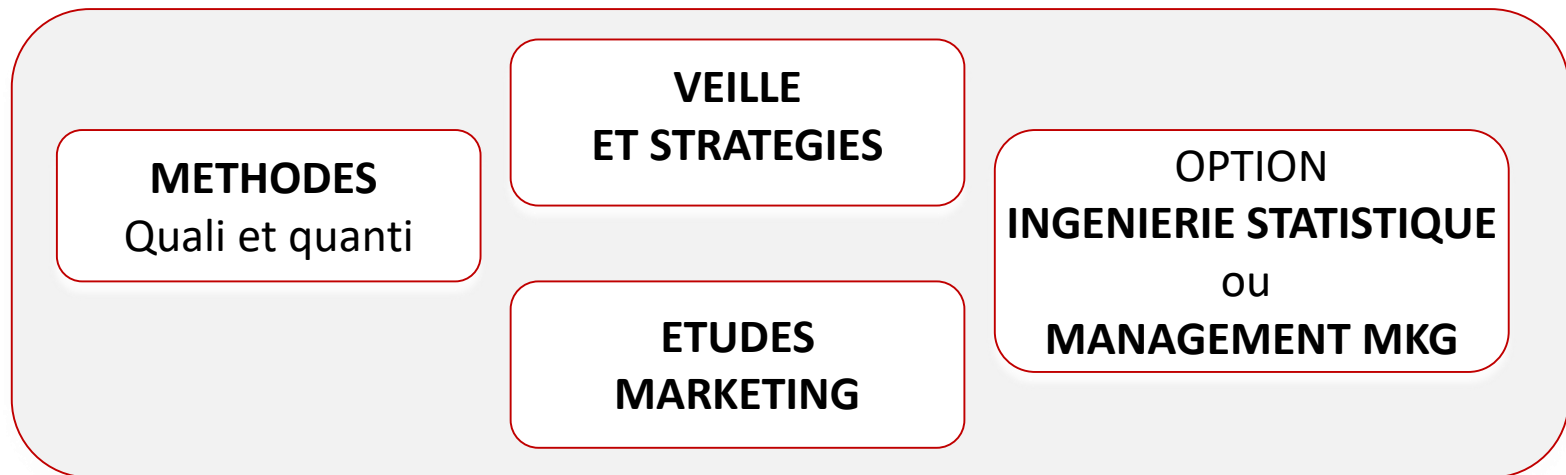 METHODES
Quali et quanti
VEILLE
ET STRATEGIES
ETUDES
MARKETING
OPTION
INGENIERIE STATISTIQUE
ou
MANAGEMENT MKG